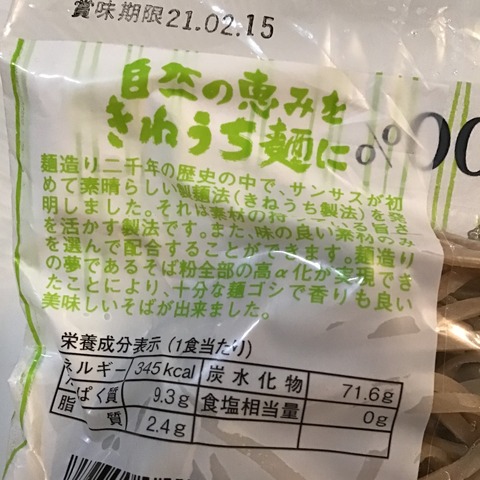 賞味期限21.02.15
自然の恵みを
きねうち麺に
00%
麺造り二千年の歴史の中で、サンサスが初
めて素晴らしい製麺法(きねうち製法)を発
明しました。それは素材の持
を活かす製法です。また、味の良い素材のみ
を選んで配合することができます。麺造り
の夢であるそば粉全部の高α化が実現でき
たことにより、十分な麺ゴシで香りも良い
美味しいそばが出来ました。
栄養成分表示(1食当たり)
ネルギー 345kcal 炭水化物 71.6g
ぱく質 9.3g 食塩相当量 0g
脂 質 2.4g